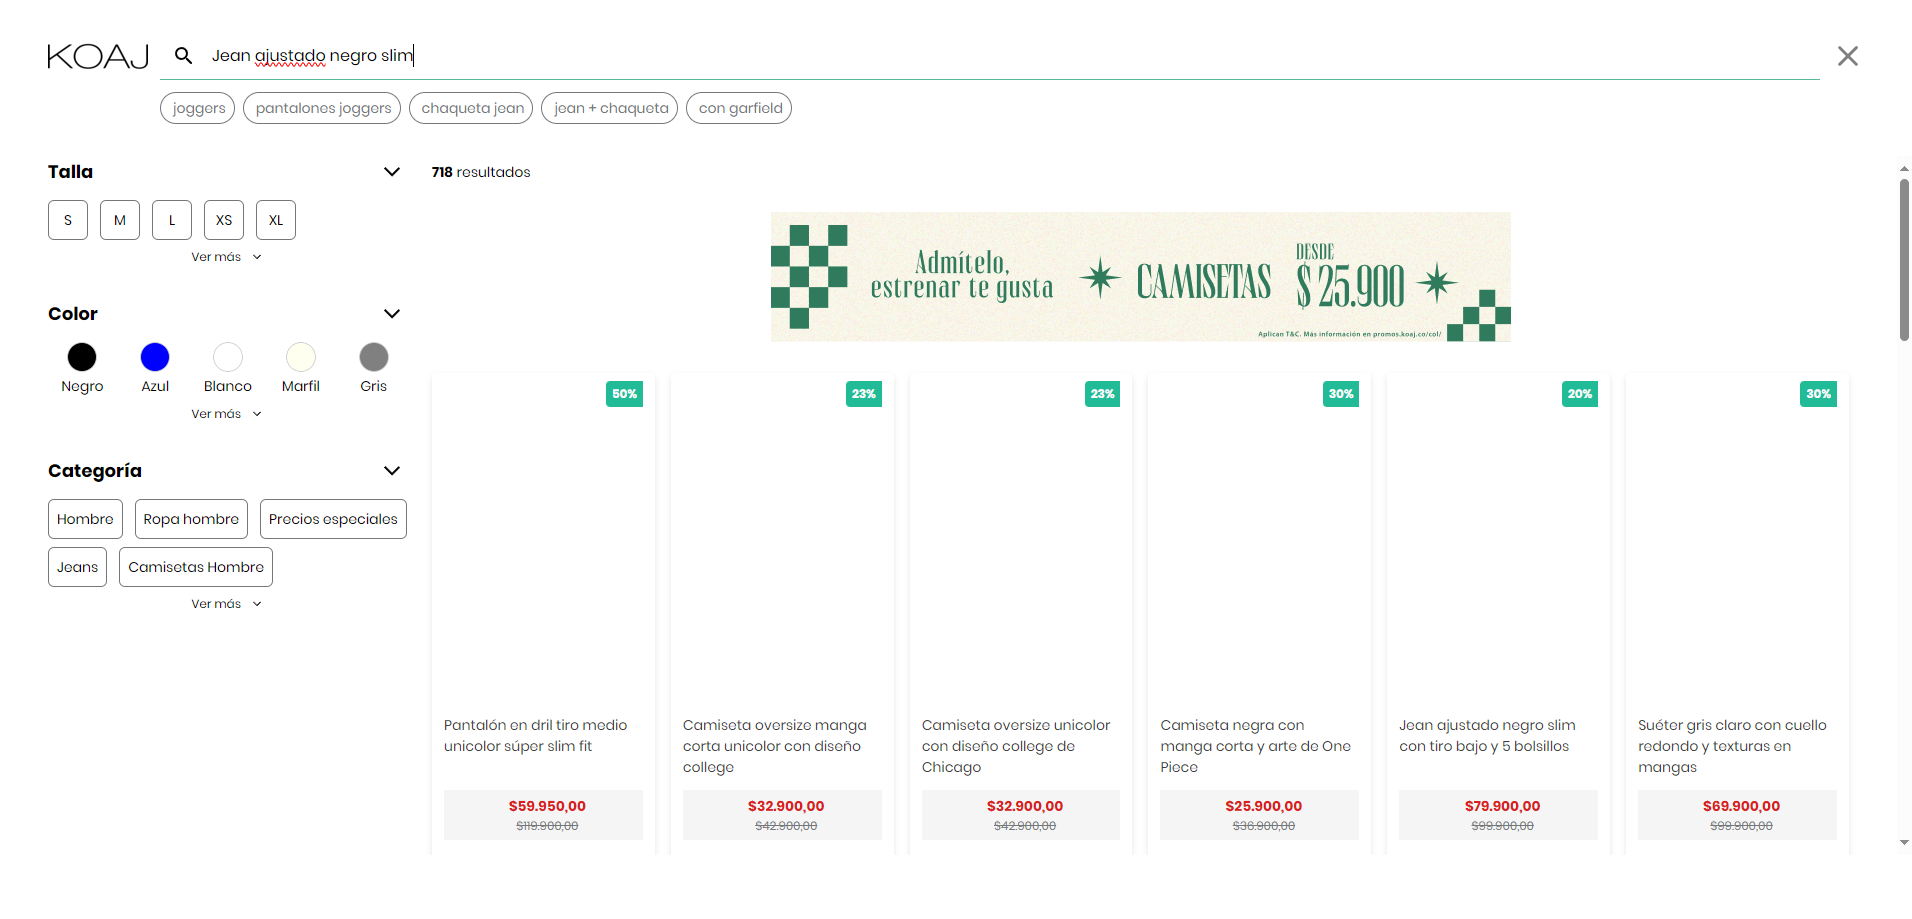 KOAJ
Jean ajustado negro slim
joggers
pantalones joggers
chaqueta jean
jean + chaqueta
con garfield
Talla
S
M
L
XS
XL
Ver más
Color
Negro
Azul
Blanco
Marfil
Gris
Ver más
Categoría
Hombre
Ropa hombre
Precios especiales
Jeans
Camisetas Hombre
Ver más
718 resultados
Admítelo,
estrenar te gusta
CAMISETAS
DESDE
$ 25.900
Aplican T&C. Más información en promos.koaj.co/col/
50%
Pantalón en dril tiro medio
unicolor súper slim fit
$59.950,00
$119.900,00
23%
Camiseta oversize manga
corta unicolor con diseño
college
$32.900,00
$42.900,00
23%
Camiseta oversize unicolor
con diseño college de
Chicago
$32.900,00
$42.900,00
30%
Camiseta negra con
manga corta y arte de One
Piece
$25.900,00
$36.900,00
20%
Jean ajustado negro slim
con tiro bajo y 5 bolsillos
$79.900,00
$99.900,00
30%
Suéter gris claro con cuello
redondo y texturas en
mangas
$69.900,00
$99.900,00